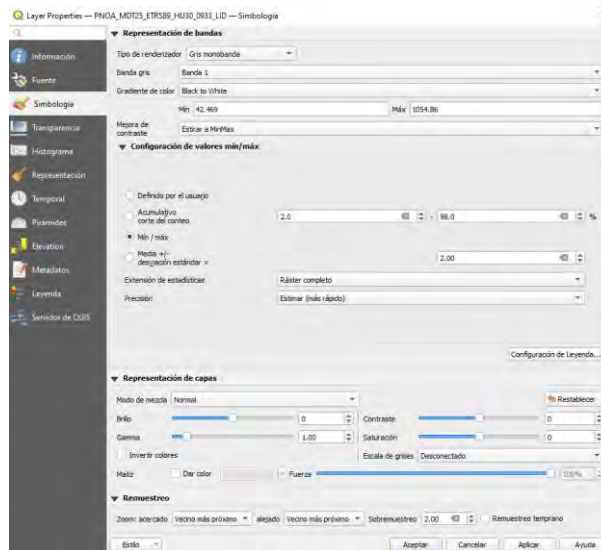 Layer Properties — PNOA_MDT25_ETRS89_HU30_0933_LID — Simbología
Información
Fuente
Simbología
Transparencia
Histograma
Representación
Temporal
Pirámides
Elevation
Metadatos
Leyenda
Servidor de QGIS
Representación de bandas
Tipo de renderizador Gris monobanda
Banda gris Banda 1
Gradiente de color Black to White
Mín 42.469 Máx 1054.86
Mejora de contraste Estirar a MinMax
Configuración de valores mín/máx
Definido por el usuario
Acumulativo
corte del conteo 2.0 - 98.0 %
Mín / máx
Media +/-
desviación estándar × 2.00
Extensión de estadísticas Ráster completo
Precisión Estimar (más rápido)
Configuración de Leyenda...
Representación de capas
Modo de mezcla Normal Restablecer
Brillo 0 Contraste 0
Gamma 1.00 Saturación 0
Invertir colores Escala de grises Desconectado
Matiz Dar color Fuerza 100%
Remuestreo
Zoom: acercado Vecino más próximo alejado Vecino más próximo Sobremuestreo 2.00 Remuestreo temprano
Estilo Aceptar Cancelar Aplicar Ayuda